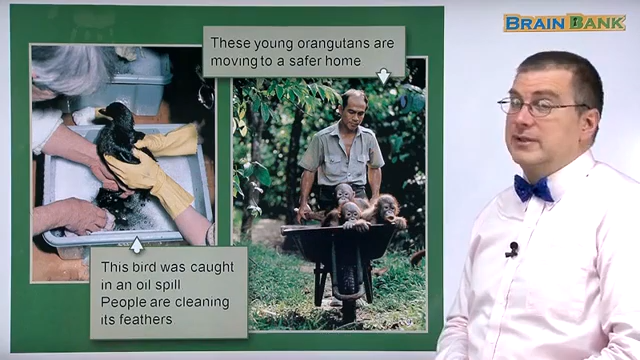 BRAIN BANK
These young orangutans are
moving to a safer home
This bird was caught
in an oil spill
People are cleaning
its feathers